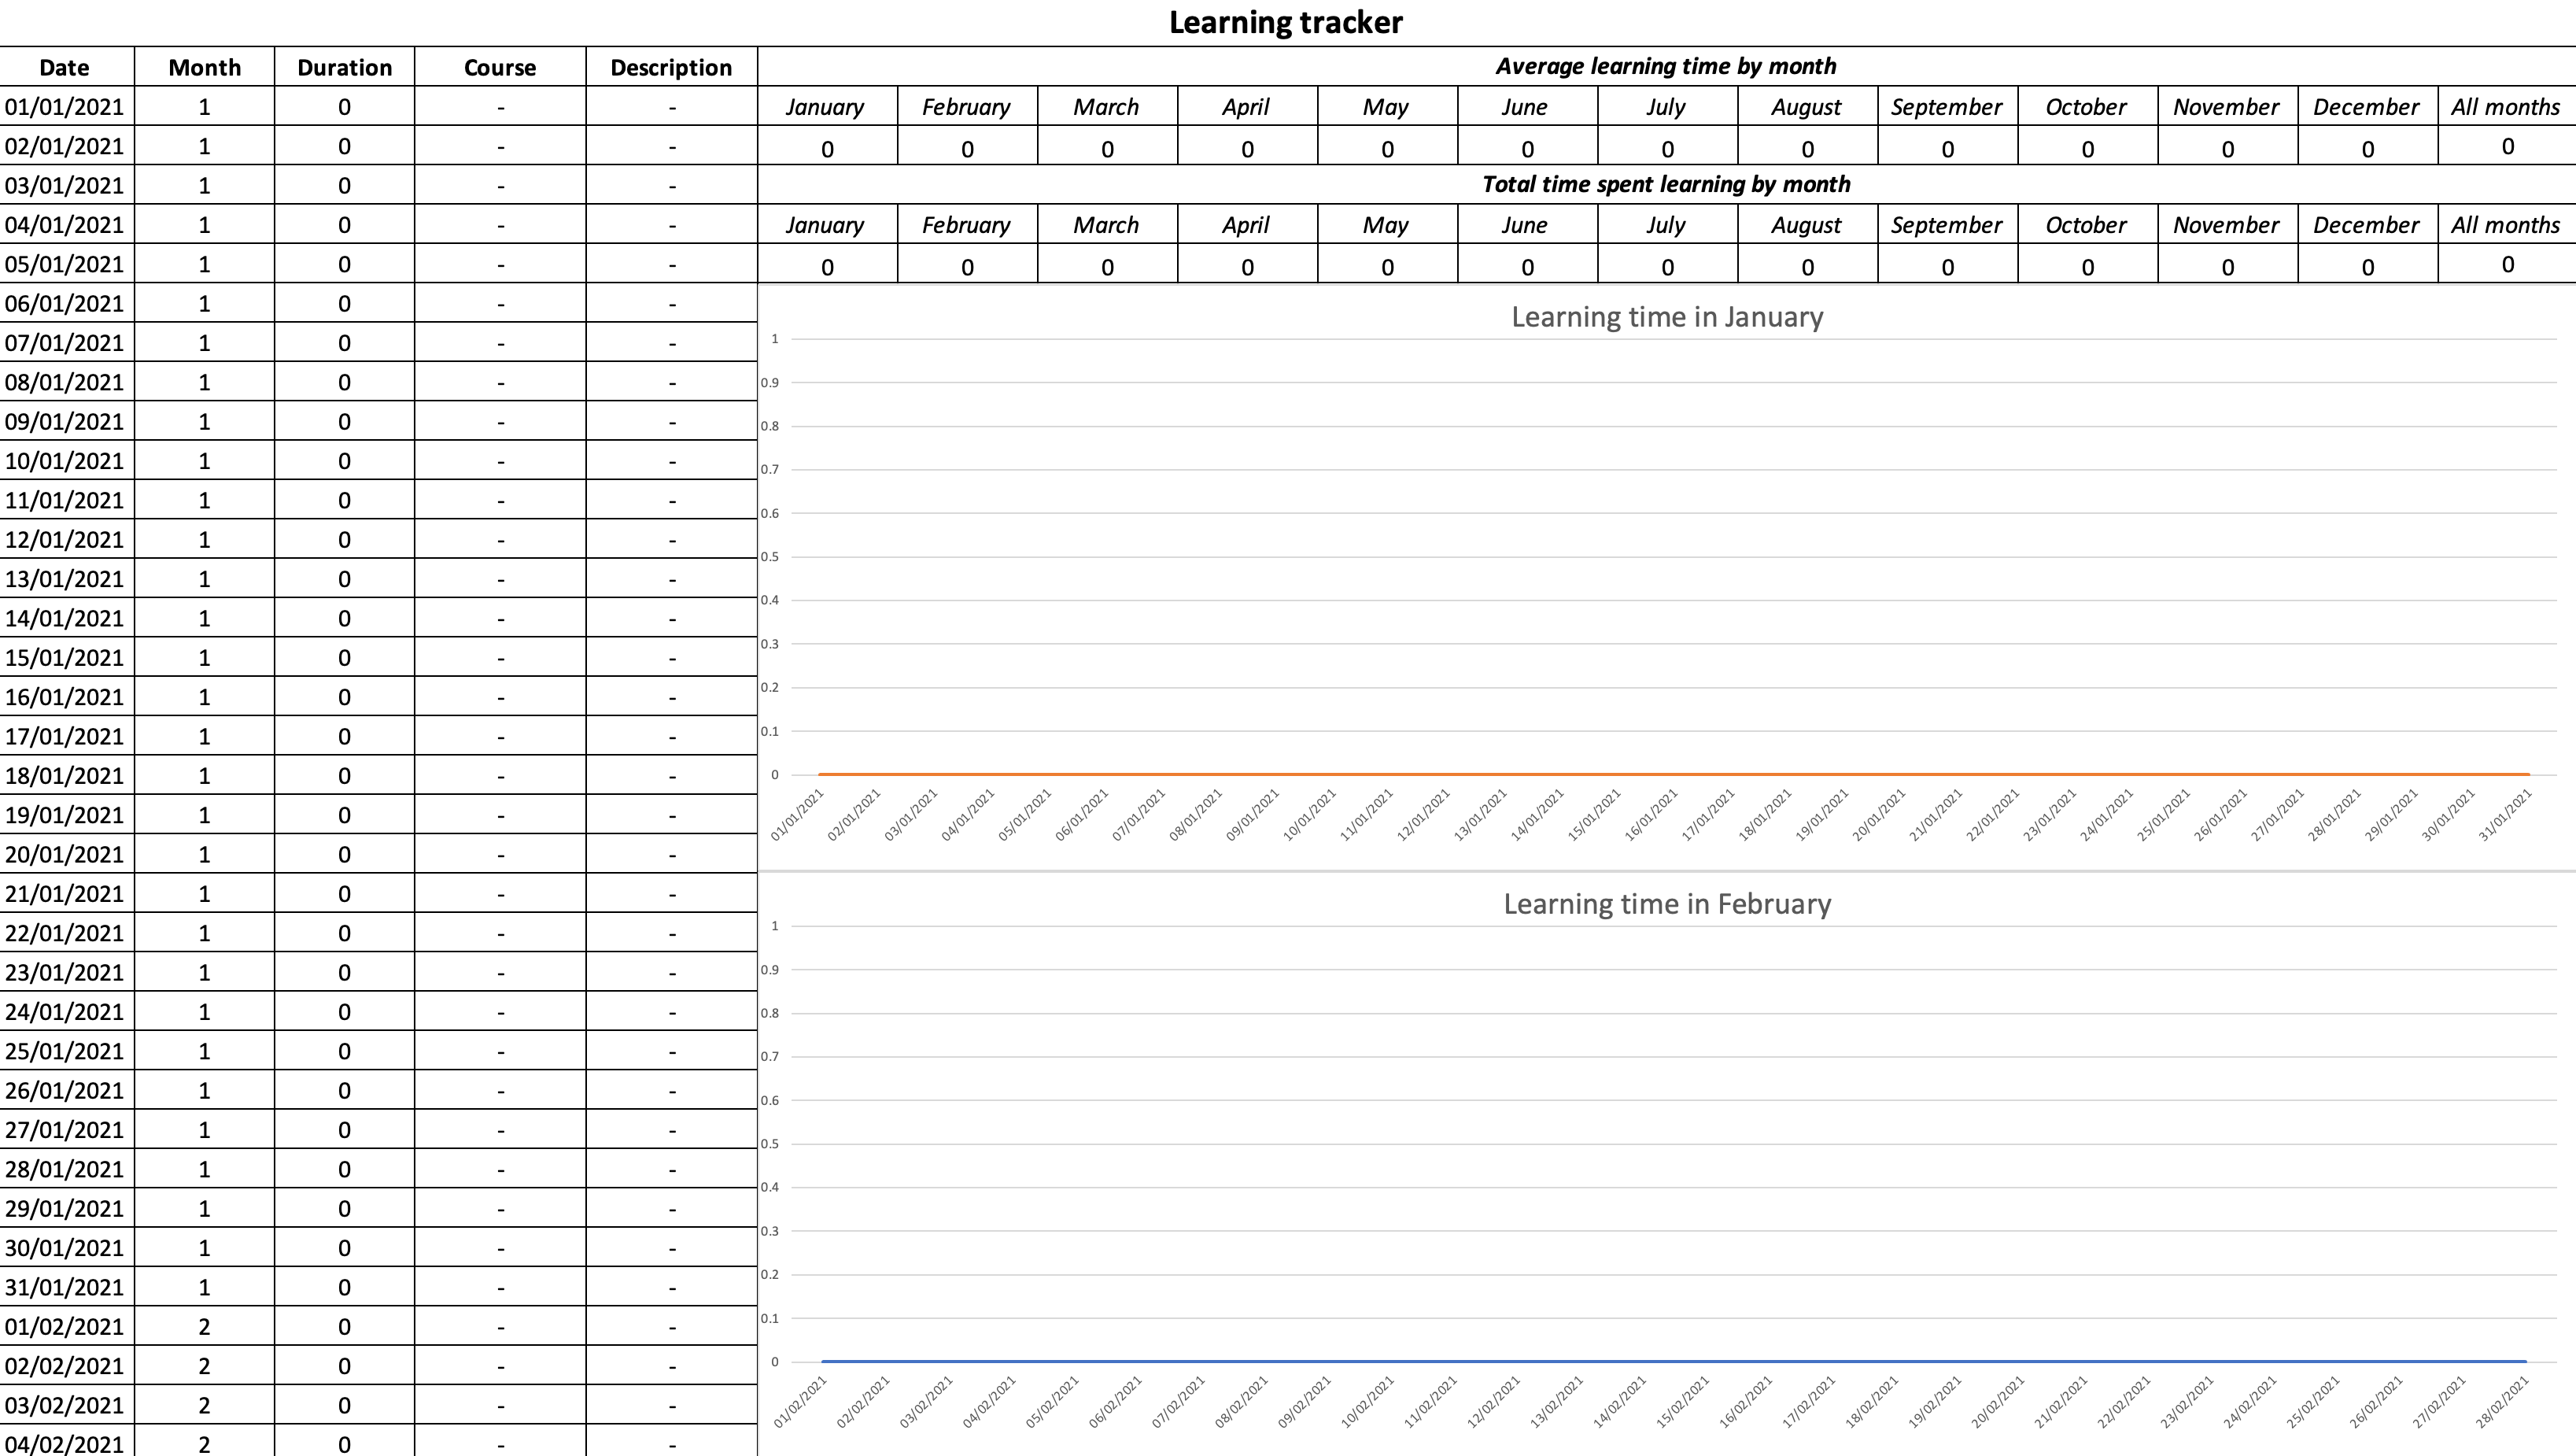 Learning tracker
Date Month Duration Course Description Average learning time by month
01/01/2021 1 0 - - January February March April May June July August September October November December All months
02/01/2021 1 0 - - 0 0 0 0 0 0 0 0 0 0 0 0 0
03/01/2021 1 0 - - Total time spent learning by month
04/01/2021 1 0 - - January February March April May June July August September October November December All months
05/01/2021 1 0 - - 0 0 0 0 0 0 0 0 0 0 0 0 0
06/01/2021 1 0 - -
07/01/2021 1 0 - -
08/01/2021 1 0 - -
09/01/2021 1 0 - -
10/01/2021 1 0 - -
11/01/2021 1 0 - -
12/01/2021 1 0 - -
13/01/2021 1 0 - -
14/01/2021 1 0 - -
15/01/2021 1 0 - -
16/01/2021 1 0 - -
17/01/2021 1 0 - -
18/01/2021 1 0 - -
19/01/2021 1 0 - -
20/01/2021 1 0 - -
21/01/2021 1 0 - -
22/01/2021 1 0 - -
23/01/2021 1 0 - -
24/01/2021 1 0 - -
25/01/2021 1 0 - -
26/01/2021 1 0 - -
27/01/2021 1 0 - -
28/01/2021 1 0 - -
29/01/2021 1 0 - -
30/01/2021 1 0 - -
31/01/2021 1 0 - -
01/02/2021 2 0 - -
02/02/2021 2 0 - -
03/02/2021 2 0 - -
04/02/2021 2 0 - -
Learning time in January
1
0.9
0.8
0.7
0.6
0.5
0.4
0.3
0.2
0.1
0
01/01/2021 02/01/2021 03/01/2021 04/01/2021 05/01/2021 06/01/2021 07/01/2021 08/01/2021 09/01/2021 10/01/2021 11/01/2021 12/01/2021 13/01/2021 14/01/2021 15/01/2021 16/01/2021 17/01/2021 18/01/2021 19/01/2021 20/01/2021 21/01/2021 22/01/2021 23/01/2021 24/01/2021 25/01/2021 26/01/2021 27/01/2021 28/01/2021 29/01/2021 30/01/2021 31/01/2021
Learning time in February
1
0.9
0.8
0.7
0.6
0.5
0.4
0.3
0.2
0.1
0
01/02/2021 02/02/2021 03/02/2021 04/02/2021 05/02/2021 06/02/2021 07/02/2021 08/02/2021 09/02/2021 10/02/2021 11/02/2021 12/02/2021 13/02/2021 14/02/2021 15/02/2021 16/02/2021 17/02/2021 18/02/2021 19/02/2021 20/02/2021 21/02/2021 22/02/2021 23/02/2021 24/02/2021 25/02/2021 26/02/2021 27/02/2021 28/02/2021